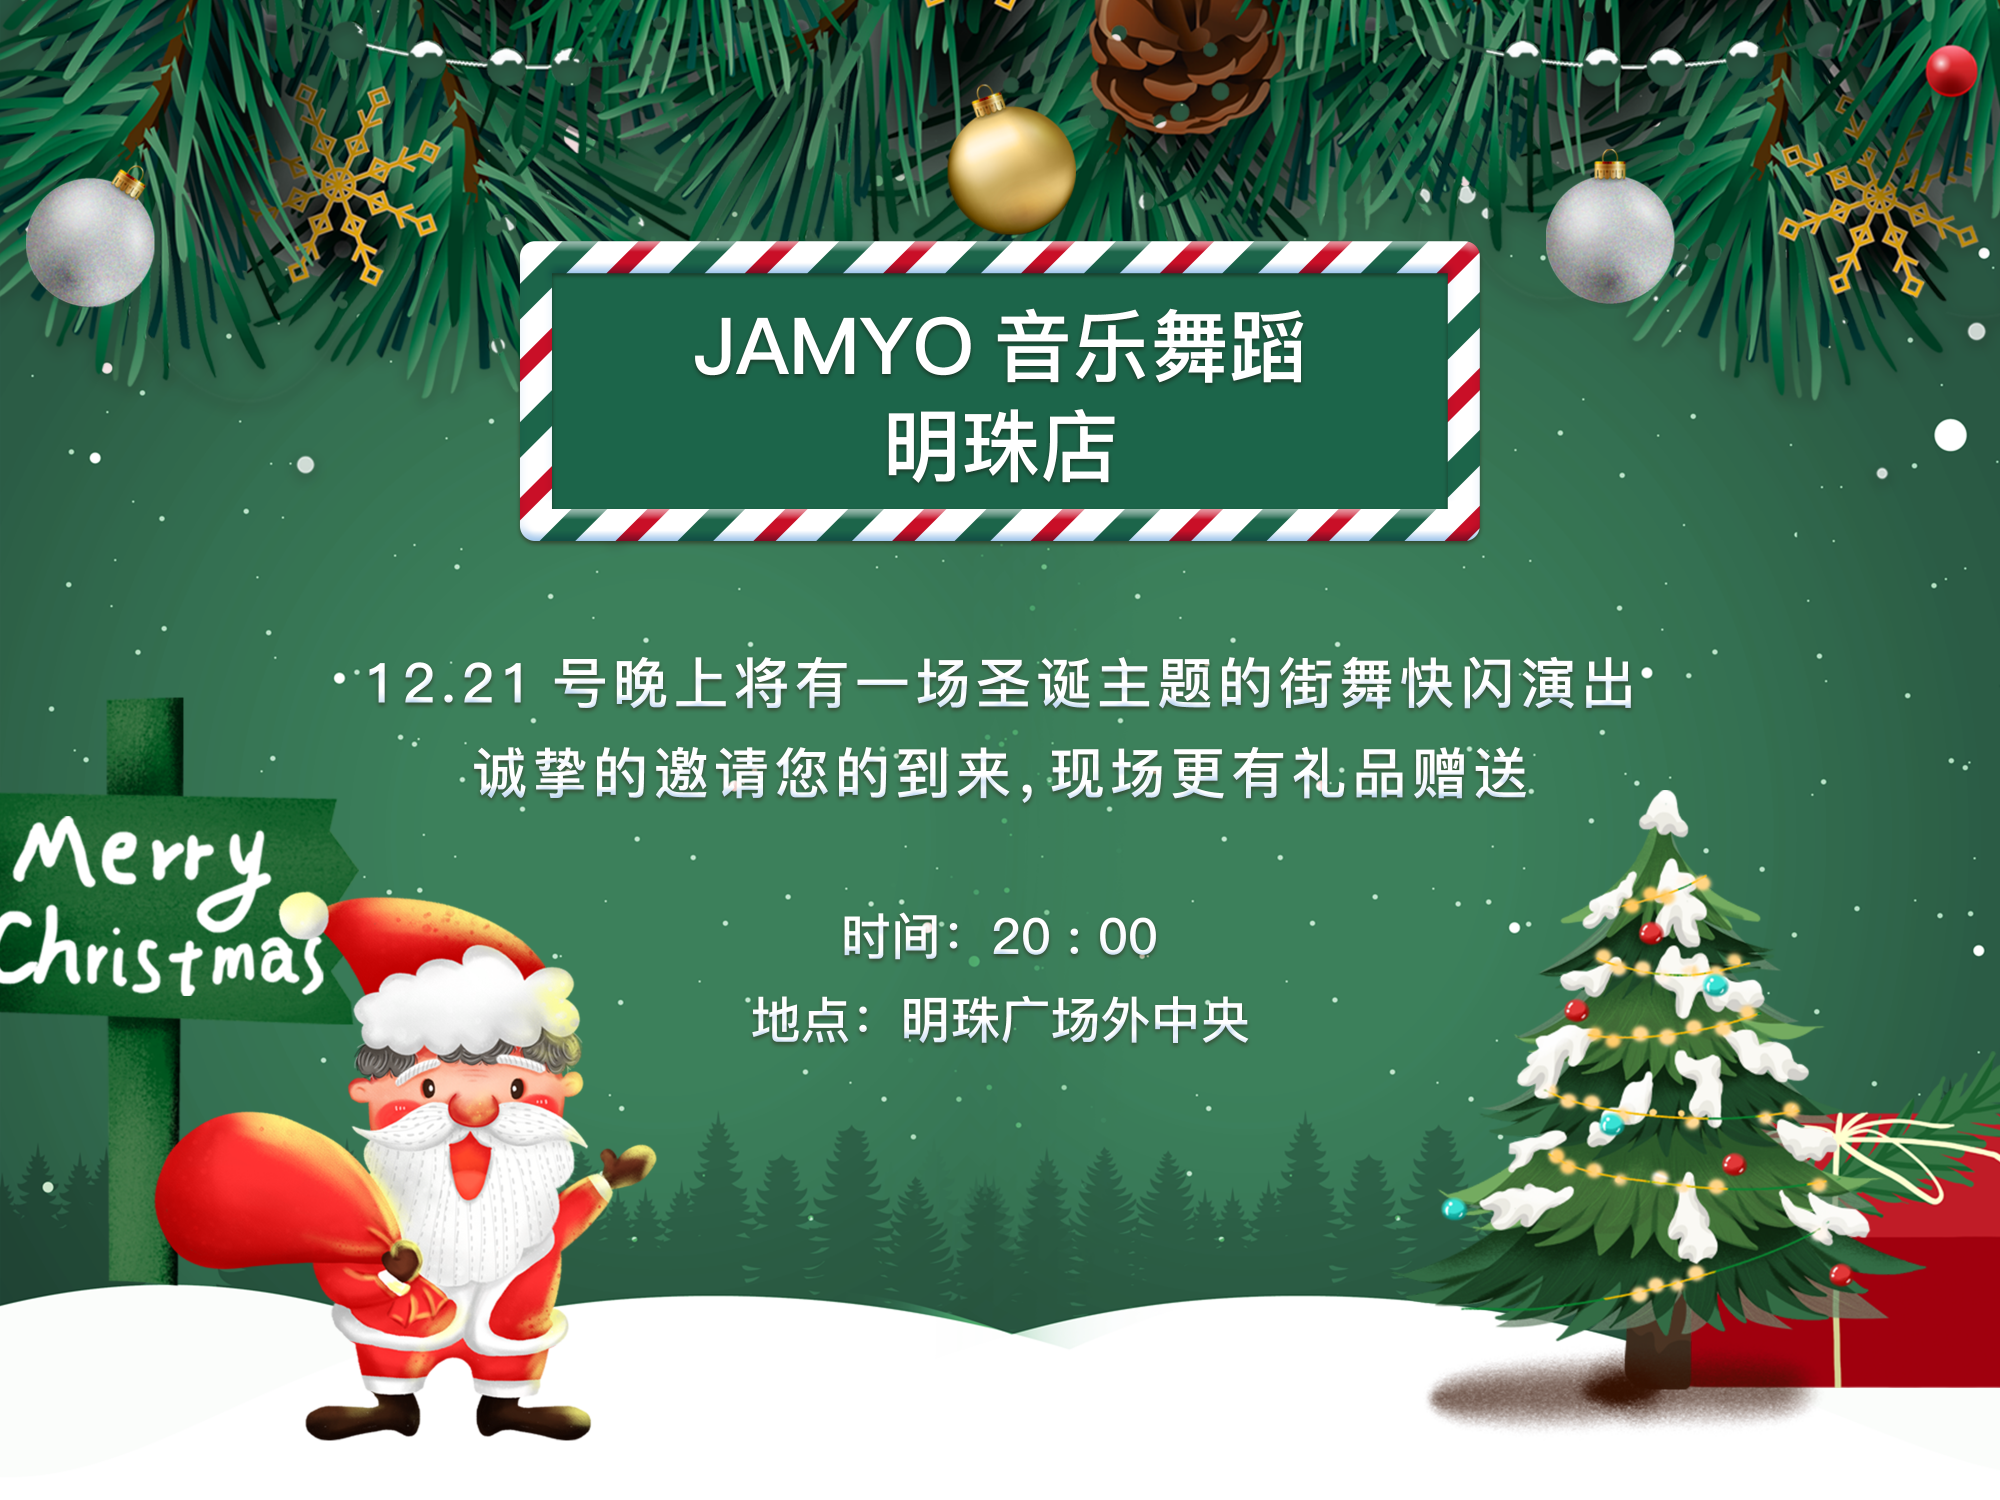 JAMYO 音乐舞蹈
明珠店
12.21 号晚上将有一场圣诞主题的街舞快闪演出
诚挚的邀请您的到来,现场更有礼品赠送
时间：20：00
地点：明珠广场外中央
Merry
Christmas